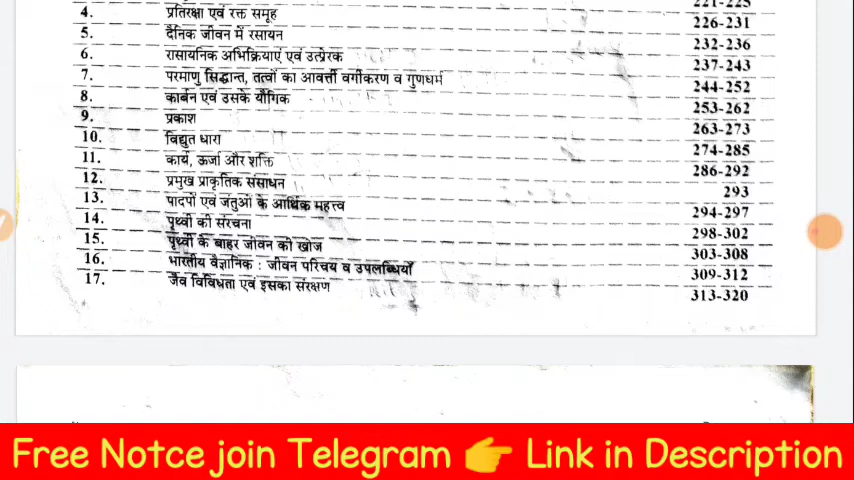 221-225
4. प्रतिरक्षा एवं रक्त समूह 226-231
5. दैनिक जीवन में रसायन 232-236
6. रासायनिक अभिक्रियाएं एवं उत्प्रेरक 237-243
7. परमाणु सिद्धान्त, तत्वों का आवर्त्ती वर्गीकरण व गुणधर्म 244-252
8. कार्बन एवं उसके यौगिक 253-262
9. प्रकाश 263-273
10. विद्युत धारा 274-285
11. कार्य, ऊर्जा और शक्ति 286-292
12. प्रमुख प्राकृतिक संसाधन 293
13. पादपों एवं जंतुओं के आर्थिक महत्त्व 294-297
14. पृथ्वी की संरचना 298-302
15. पृथ्वी के बाहर जीवन की खोज 303-308
16. भारतीय वैज्ञानिक : जीवन परिचय व उपलब्धियाँ 309-312
17. जैव विविधता एवं इसका संरक्षण 313-320
Free Notce join Telegram 👉 Link in Description